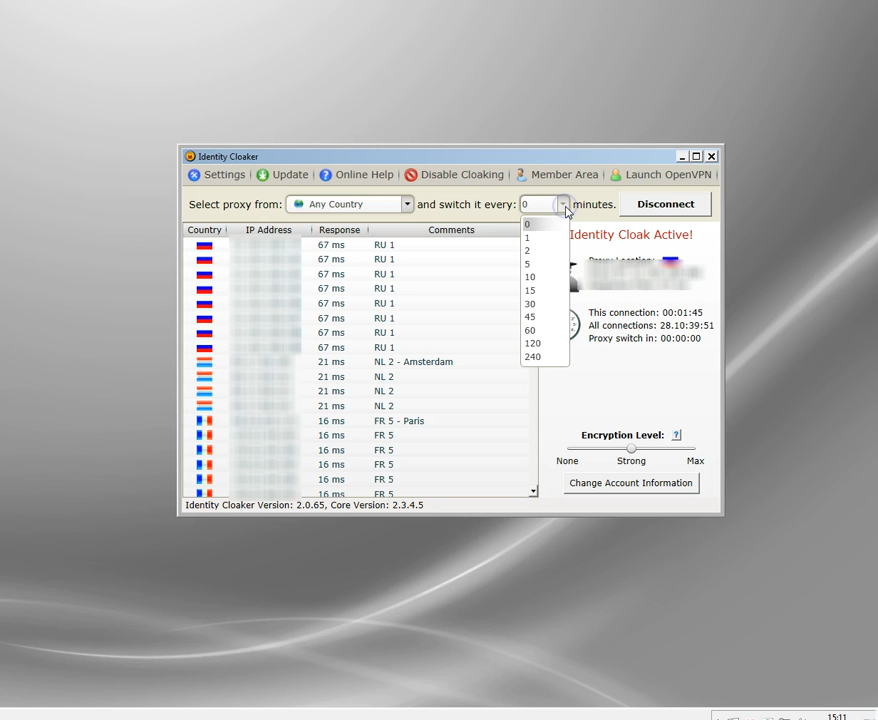 Identity Cloaker
Settings Update Online Help Disable Cloaking Member Area Launch OpenVPN
Select proxy from: Any Country and switch it every: 0 minutes. Disconnect
Country IP Address Response Comments
0
1
2
5
10
15
30
45
60
120
240
67 ms RU 1
67 ms RU 1
67 ms RU 1
67 ms RU 1
67 ms RU 1
67 ms RU 1
67 ms RU 1
67 ms RU 1
21 ms NL 2 - Amsterdam
21 ms NL 2
21 ms NL 2
21 ms NL 2
16 ms FR 5 - Paris
16 ms FR 5
16 ms FR 5
16 ms FR 5
16 ms FR 5
16 ms FR 5
Identity Cloak Active!
Proxy Location:
This connection: 00:01:45
All connections: 28.10:39:51
Proxy switch in: 00:00:00
Encryption Level: ?
None Strong Max
Change Account Information
Identity Cloaker Version: 2.0.65, Core Version: 2.3.4.5
15:11